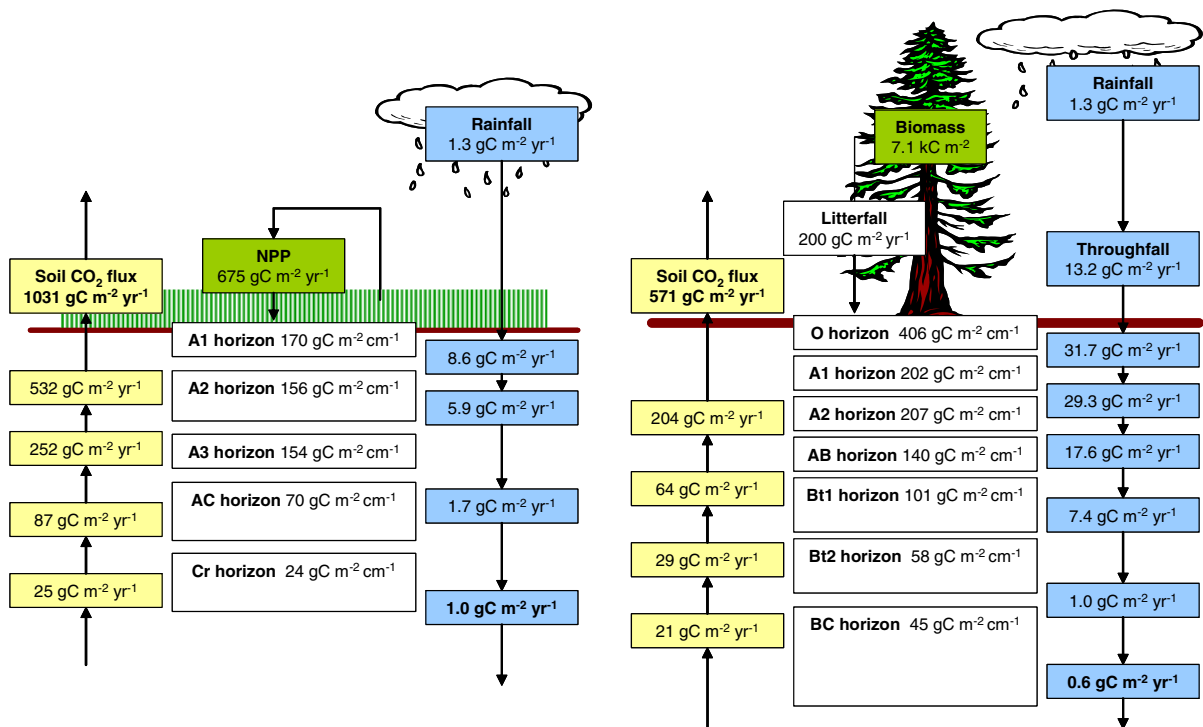 Rainfall
1.3 gC m⁻² yr⁻¹
NPP
675 gC m⁻² yr⁻¹
Soil CO₂ flux
1031 gC m⁻² yr⁻¹
A1 horizon 170 gC m⁻² cm⁻¹
8.6 gC m⁻² yr⁻¹
532 gC m⁻² yr⁻¹
A2 horizon 156 gC m⁻² cm⁻¹
5.9 gC m⁻² yr⁻¹
252 gC m⁻² yr⁻¹
A3 horizon 154 gC m⁻² cm⁻¹
AC horizon 70 gC m⁻² cm⁻¹
1.7 gC m⁻² yr⁻¹
87 gC m⁻² yr⁻¹
Cr horizon 24 gC m⁻² cm⁻¹
25 gC m⁻² yr⁻¹
1.0 gC m⁻² yr⁻¹
Rainfall
1.3 gC m⁻² yr⁻¹
Biomass
7.1 kC m⁻²
Litterfall
200 gC m⁻² yr⁻¹
Throughfall
13.2 gC m⁻² yr⁻¹
Soil CO₂ flux
571 gC m⁻² yr⁻¹
O horizon 406 gC m⁻² cm⁻¹
31.7 gC m⁻² yr⁻¹
A1 horizon 202 gC m⁻² cm⁻¹
29.3 gC m⁻² yr⁻¹
204 gC m⁻² yr⁻¹
A2 horizon 207 gC m⁻² cm⁻¹
17.6 gC m⁻² yr⁻¹
AB horizon 140 gC m⁻² cm⁻¹
64 gC m⁻² yr⁻¹
Bt1 horizon 101 gC m⁻² cm⁻¹
7.4 gC m⁻² yr⁻¹
29 gC m⁻² yr⁻¹
Bt2 horizon 58 gC m⁻² cm⁻¹
1.0 gC m⁻² yr⁻¹
21 gC m⁻² yr⁻¹
BC horizon 45 gC m⁻² cm⁻¹
0.6 gC m⁻² yr⁻¹